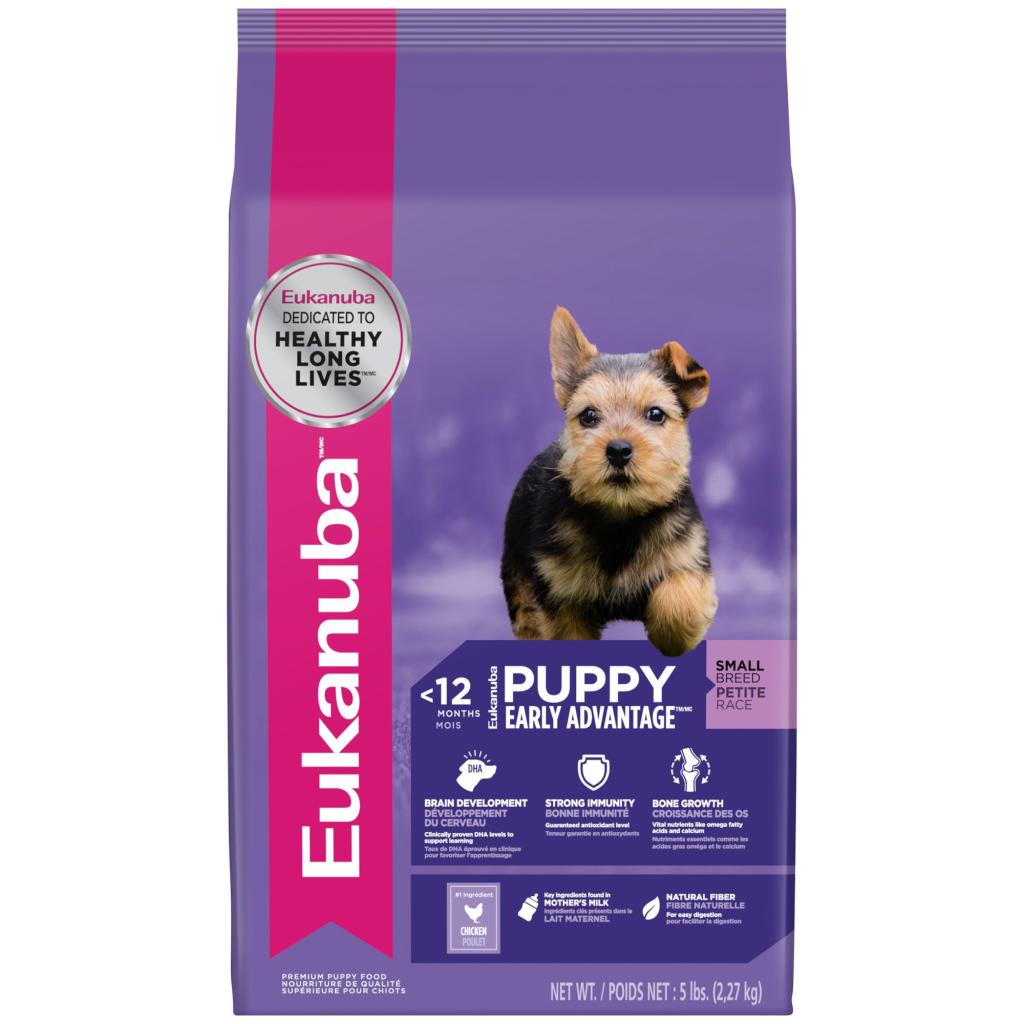 Eukanuba
DEDICATED TO
HEALTHY
LONG
LIVES™/MC
Eukanuba™/MC
<12
MONTHS
MOIS
Eukanuba
PUPPY
EARLY ADVANTAGE™/MC
SMALL
BREED
PETITE
RACE
DHA
BRAIN DEVELOPMENT
DÉVELOPPEMENT
DU CERVEAU
Clinically proven DHA levels to
support learning
Taux de DHA éprouvé en clinique
pour favoriser l'apprentissage
STRONG IMMUNITY
BONNE IMMUNITÉ
Guaranteed antioxidant level
Teneur garantie en antioxydants
BONE GROWTH
CROISSANCE DES OS
Vital nutrients like omega fatty
acids and calcium
Nutriments essentiels comme les
acides gras oméga et le calcium
#1 Ingrédient
CHICKEN
POULET
Key ingredients found in
MOTHER'S MILK
Ingrédients clés présents dans le
LAIT MATERNEL
NATURAL FIBER
FIBRE NATURELLE
For easy digestion
pour faciliter la digestion
PREMIUM PUPPY FOOD
NOURRITURE DE QUALITÉ
SUPÉRIEURE POUR CHIOTS
NET WT. / POIDS NET : 5 lbs. (2,27 kg)